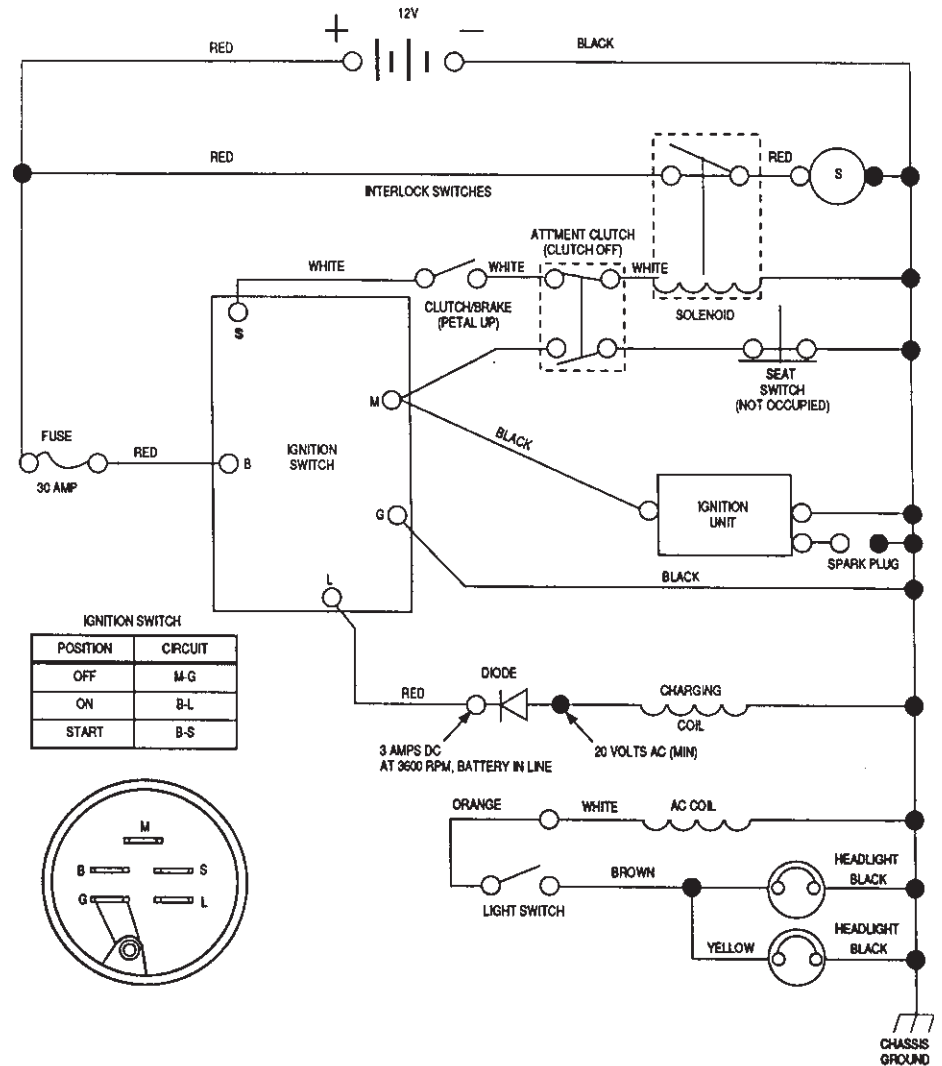 12V
+
−
RED
BLACK
RED
RED
S
INTERLOCK SWITCHES
ATT'MENT CLUTCH
(CLUTCH OFF)
WHITE
WHITE
WHITE
CLUTCH/BRAKE
(PETAL UP)
SOLENOID
S
SEAT
SWITCH
(NOT OCCUPIED)
M
BLACK
FUSE
RED
B
IGNITION
SWITCH
30 AMP
IGNITION
UNIT
G
SPARK PLUG
BLACK
L
IGNITION SWITCH
POSITION CIRCUIT
OFF M-G
ON B-L
START B-S
DIODE
RED
CHARGING
COIL
3 AMPS DC
AT 3600 RPM, BATTERY IN LINE
20 VOLTS AC (MIN)
ORANGE
WHITE
AC COIL
M
B
S
G
L
BROWN
HEADLIGHT
BLACK
LIGHT SWITCH
YELLOW
HEADLIGHT
BLACK
CHASSIS
GROUND